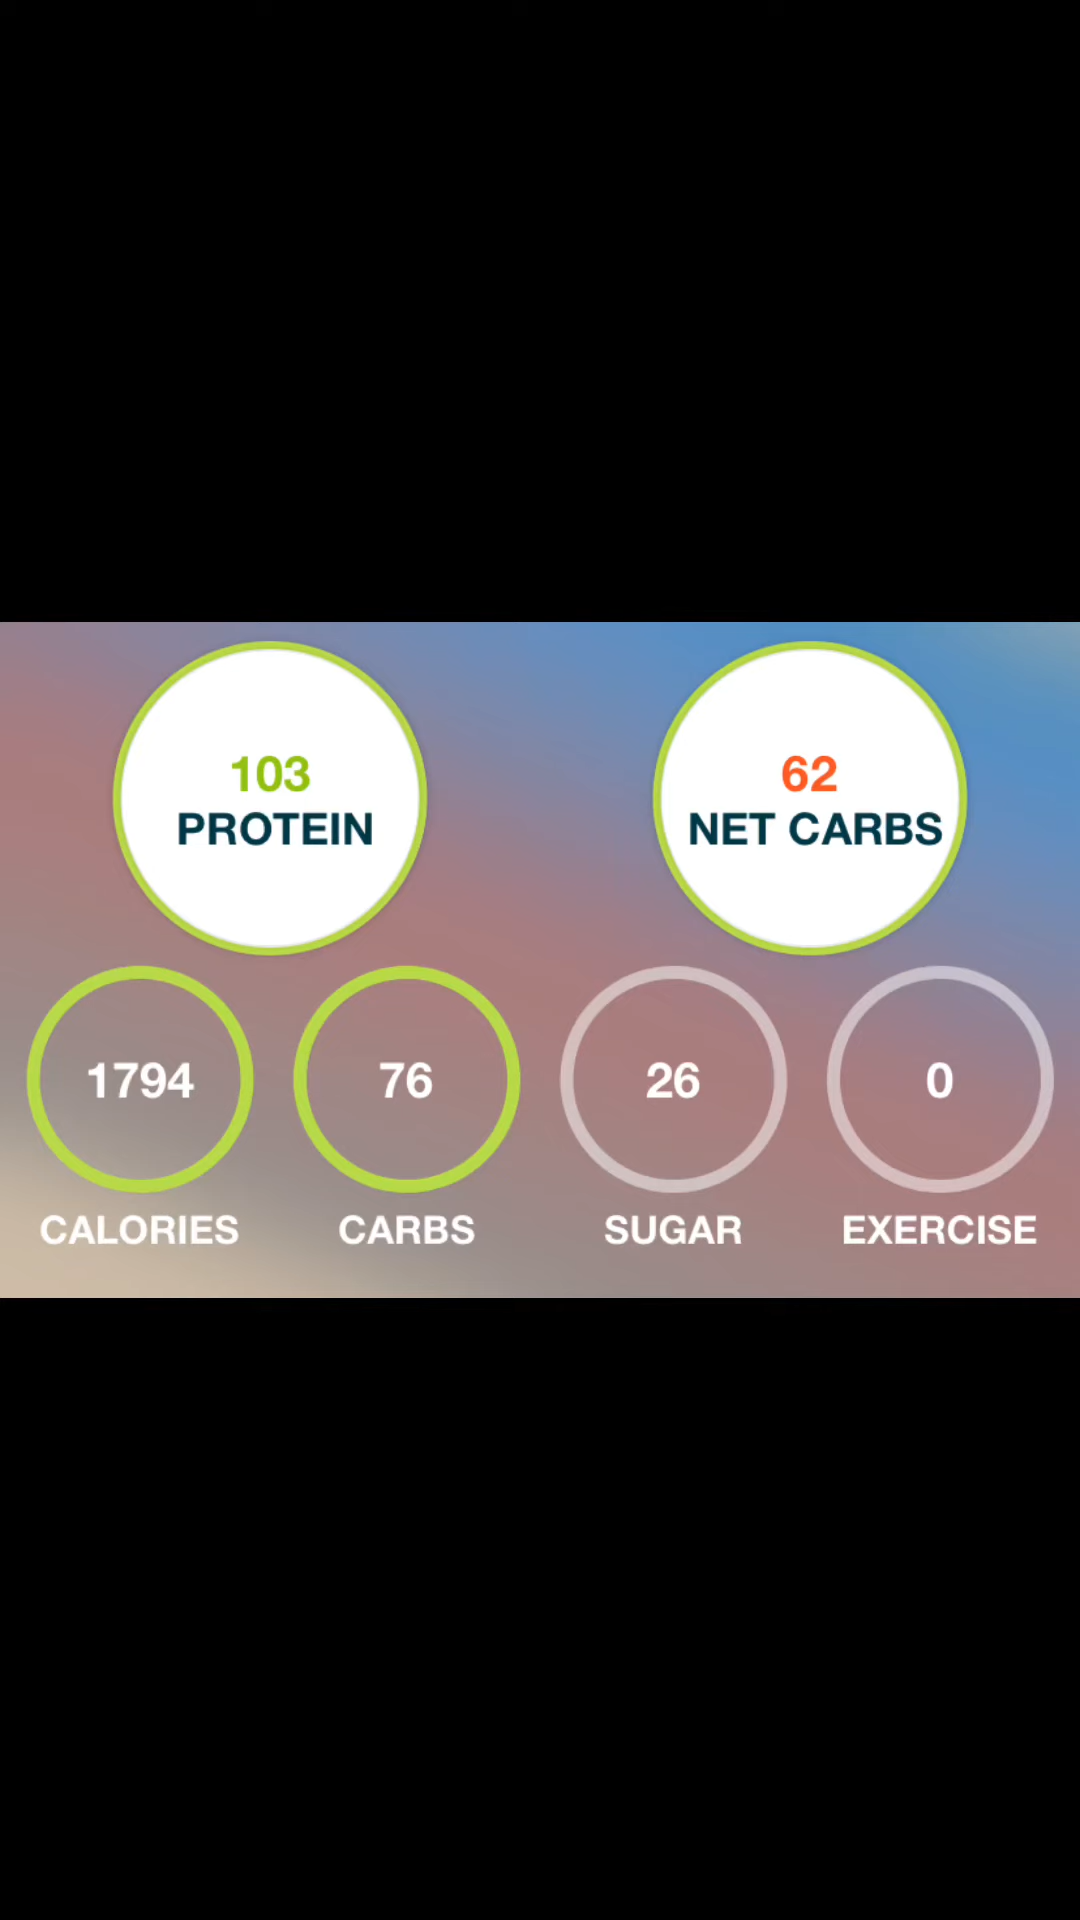 103
PROTEIN
62
NET CARBS
1794
76
26
0
CALORIES
CARBS
SUGAR
EXERCISE